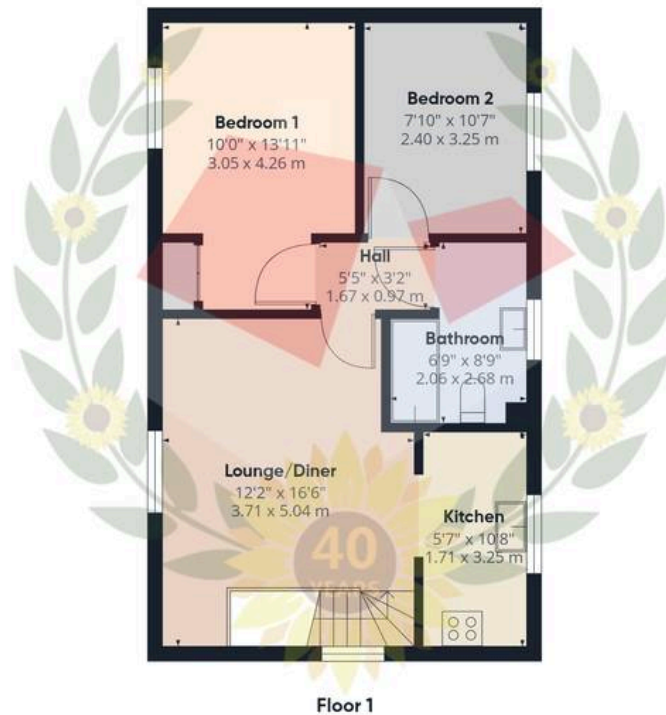 Bedroom 1
10'0" x 13'11"
3.05 x 4.26 m
Bedroom 2
7'10" x 10'7"
2.40 x 3.25 m
Hall
5'5" x 3'2"
1.67 x 0.97 m
Bathroom
6'9" x 8'9"
2.06 x 2.68 m
Lounge/Diner
12'2" x 16'6"
3.71 x 5.04 m
Kitchen
5'7" x 10'8"
1.71 x 3.25 m
40
YEARS
Floor 1